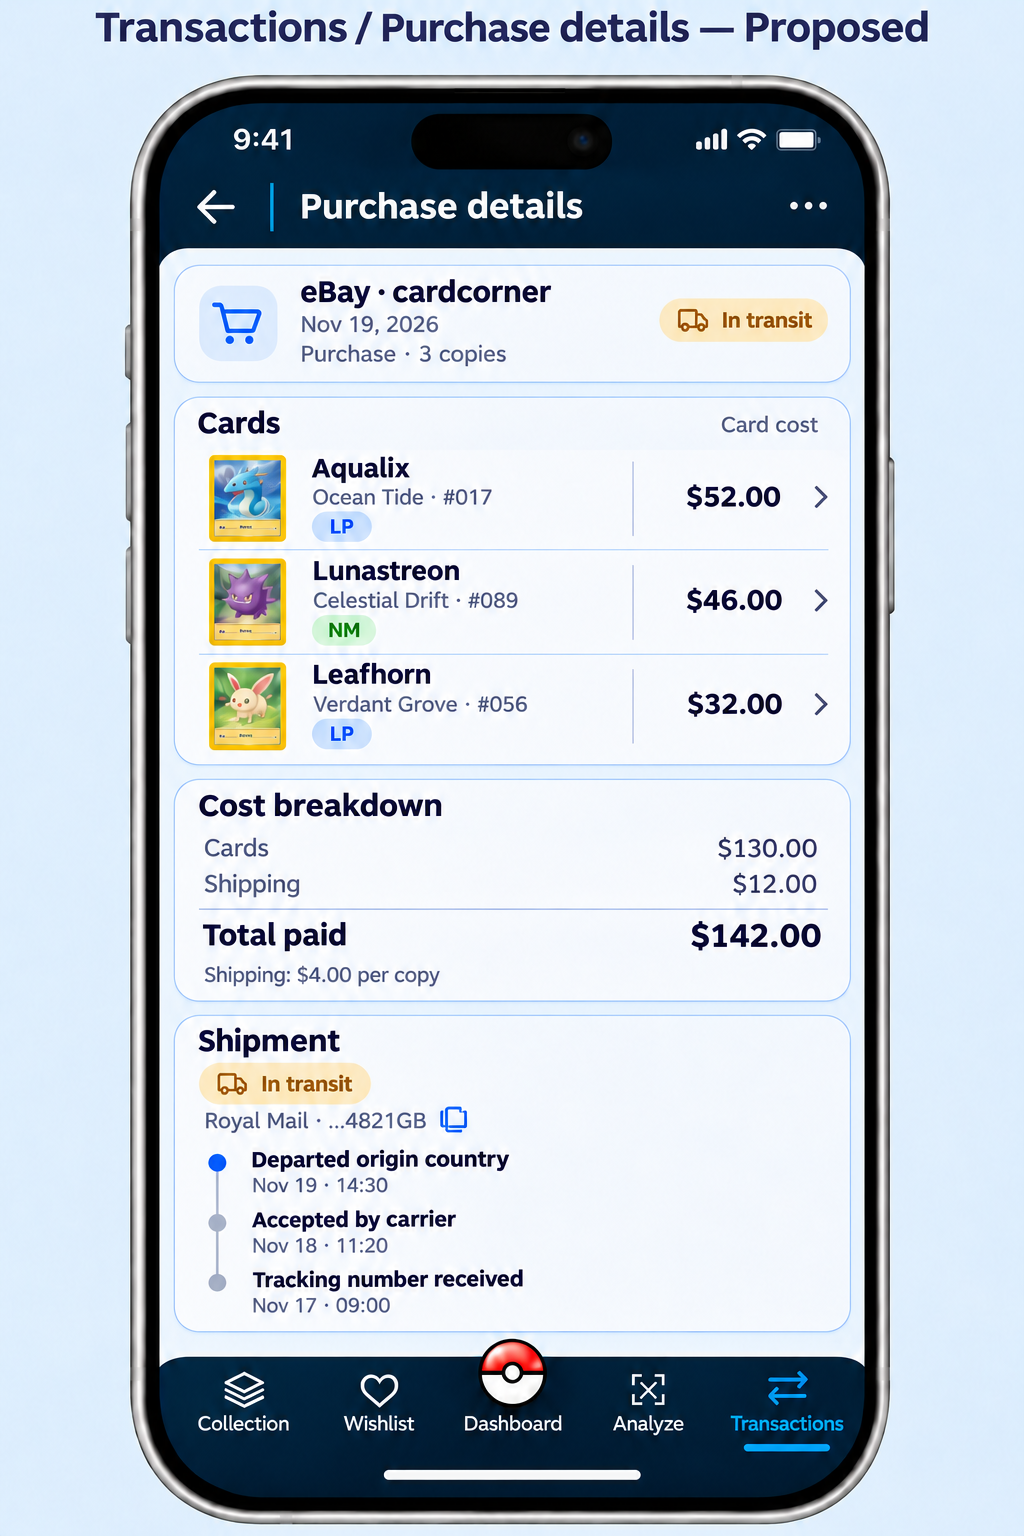 Transactions / Purchase details — Proposed
9:41
Purchase details
eBay · cardcorner
Nov 19, 2026
Purchase · 3 copies
In transit
Cards
Card cost
Aqualix
Ocean Tide · #017
LP
$52.00
Lunastreon
Celestial Drift · #089
NM
$46.00
Leafhorn
Verdant Grove · #056
LP
$32.00
Cost breakdown
Cards $130.00
Shipping $12.00
Total paid $142.00
Shipping: $4.00 per copy
Shipment
In transit
Royal Mail · ...4821GB
Departed origin country
Nov 19 · 14:30
Accepted by carrier
Nov 18 · 11:20
Tracking number received
Nov 17 · 09:00
Collection Wishlist Dashboard Analyze Transactions